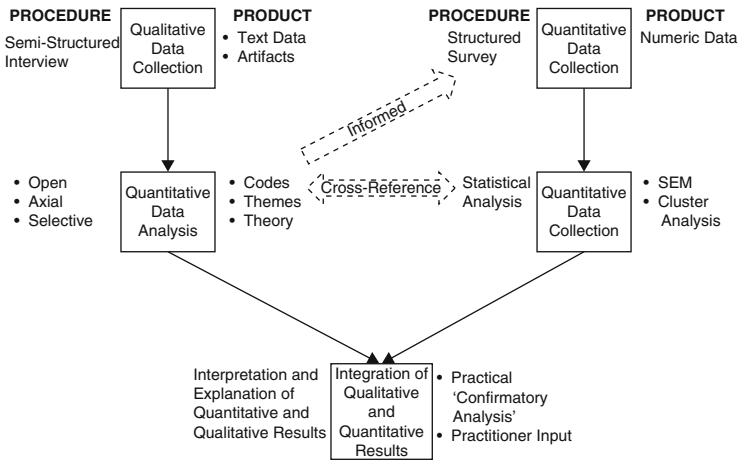 PROCEDURE
Semi-Structured
Interview
Qualitative
Data
Collection
PRODUCT
• Text Data
• Artifacts
PROCEDURE
Structured
Survey
Quantitative
Data
Collection
PRODUCT
Numeric Data
Informed
• Open
• Axial
• Selective
Quantitative
Data
Analysis
• Codes
• Themes
• Theory
Cross-Reference
Statistical
Analysis
Quantitative
Data
Collection
• SEM
• Cluster
Analysis
Interpretation and
Explanation of
Quantitative and
Qualitative Results
Integration of
Qualitative
and
Quantitative
Results
• Practical
‘Confirmatory
Analysis’
• Practitioner Input